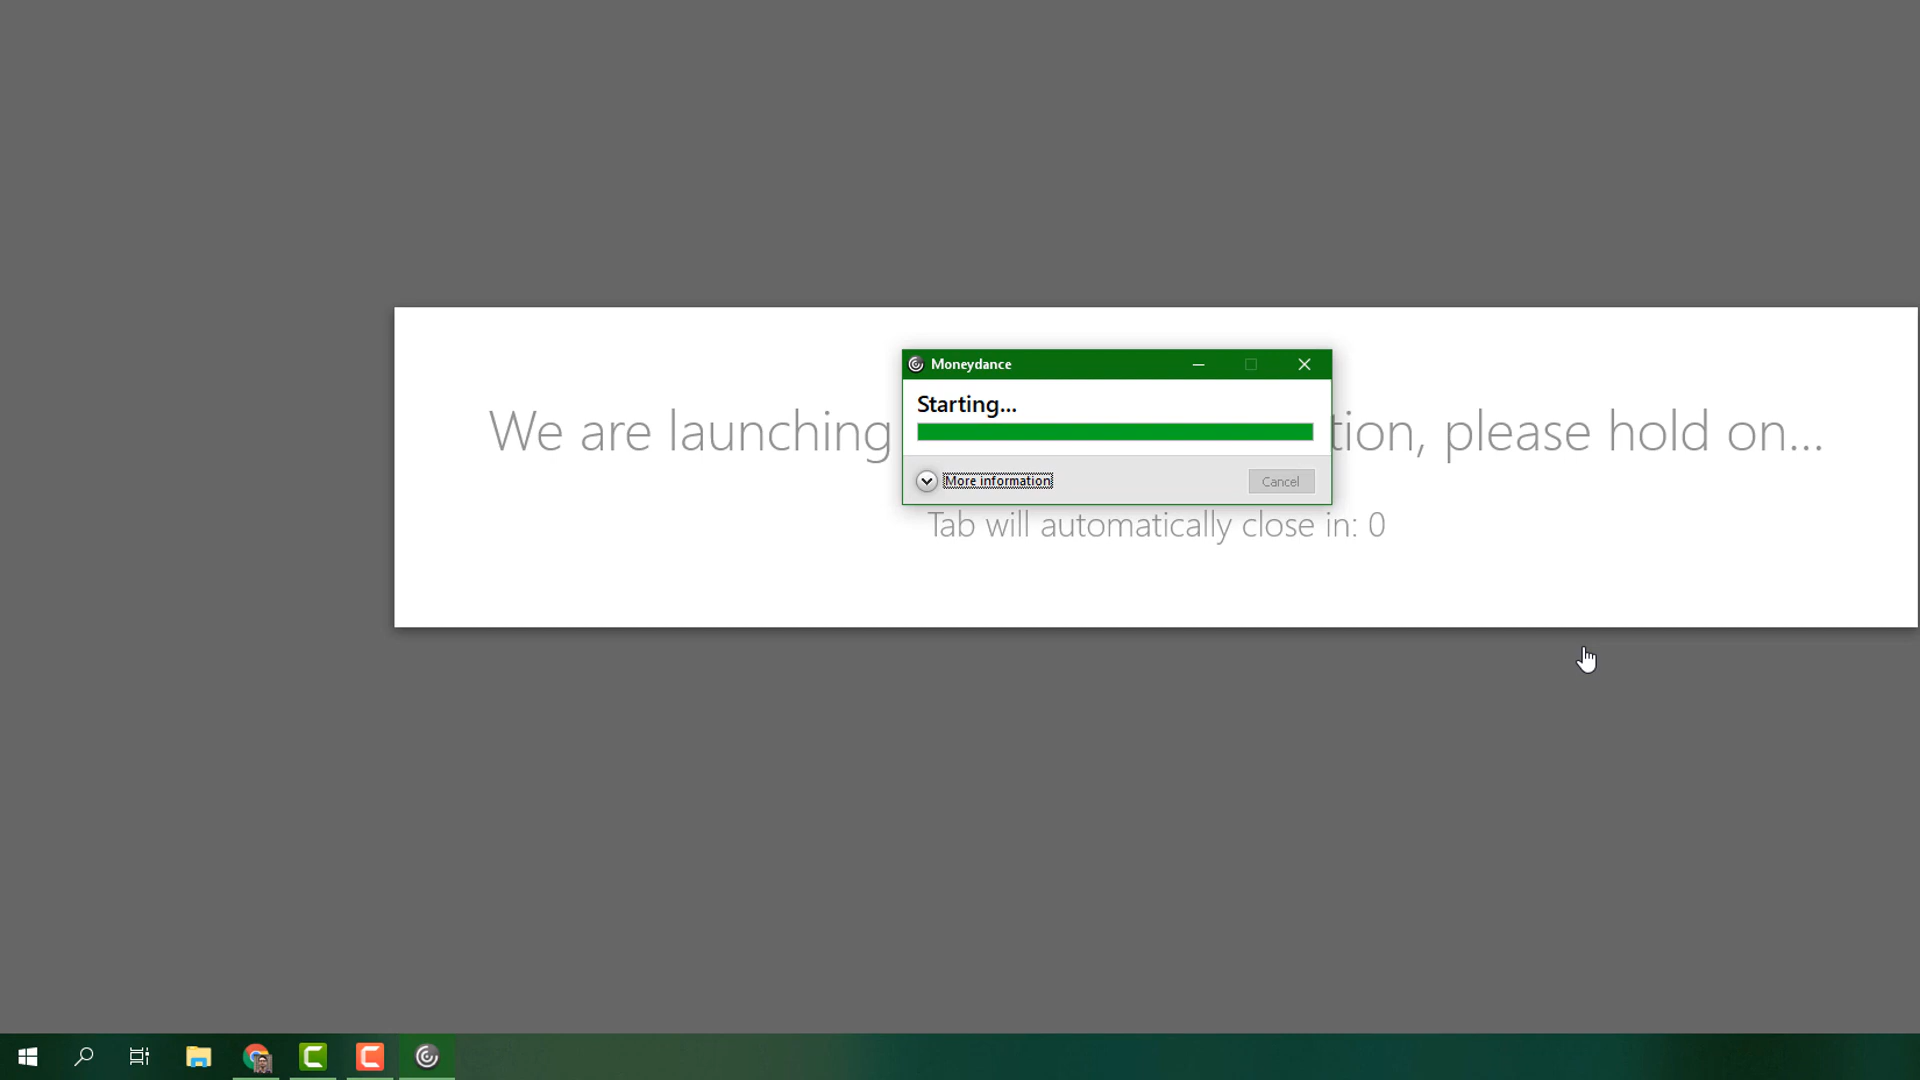 Moneydance
Starting...
We are launching tion, please hold on...
More information
Cancel
Tab will automatically close in: 0